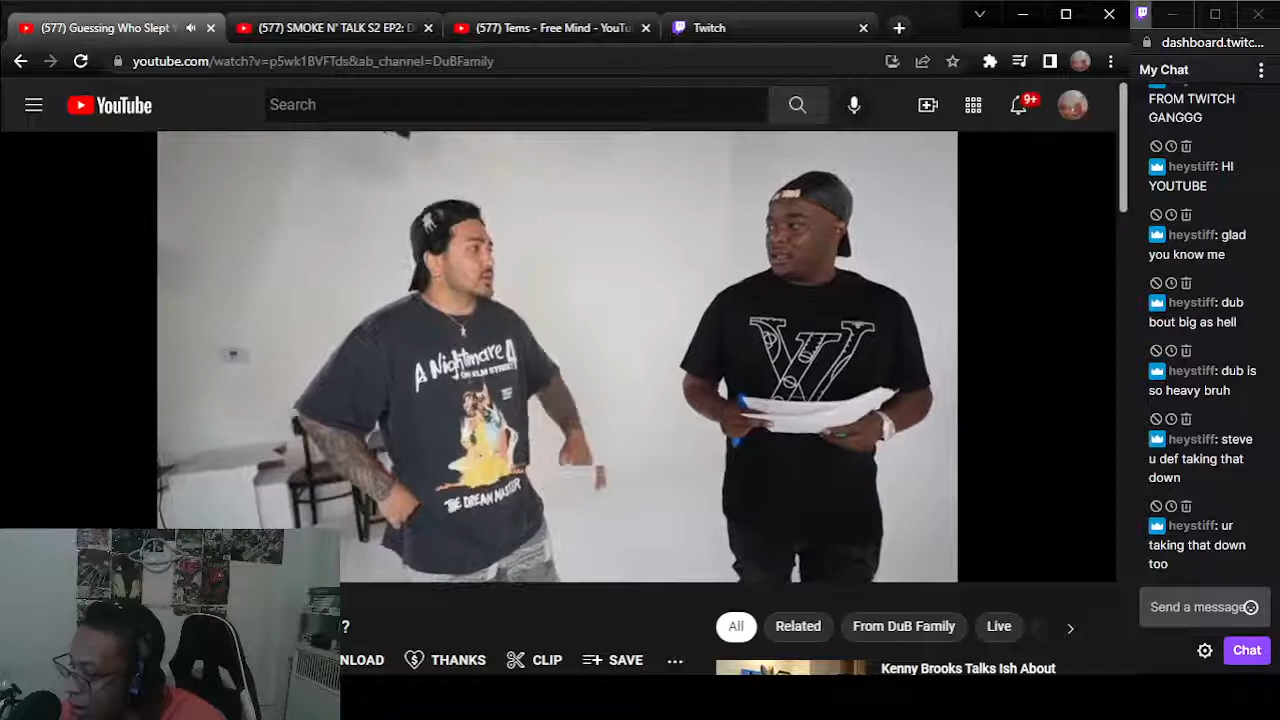 (577) Guessing Who Slept
(577) SMOKE N' TALK S2 EP2: D
(577) Tems - Free Mind - YouTu
Twitch
dashboard.twitc...
youtube.com/watch?v=p5wk1BVFTds&ab_channel=DuBFamily
My Chat
YouTube
Search
9+
FROM TWITCH
GANGGG
heystiff: HI
YOUTUBE
heystiff: glad
you know me
heystiff: dub
bout big as hell
heystiff: dub is
so heavy bruh
heystiff: steve
u def taking that
down
heystiff: ur
taking that down
too
A Nightmare 4
ON ELM STREET
THE DREAM MASTER
V
?
All
Related
From DuB Family
Live
NLOAD
THANKS
CLIP
SAVE
...
Kenny Brooks Talks Ish About
Send a message
Chat